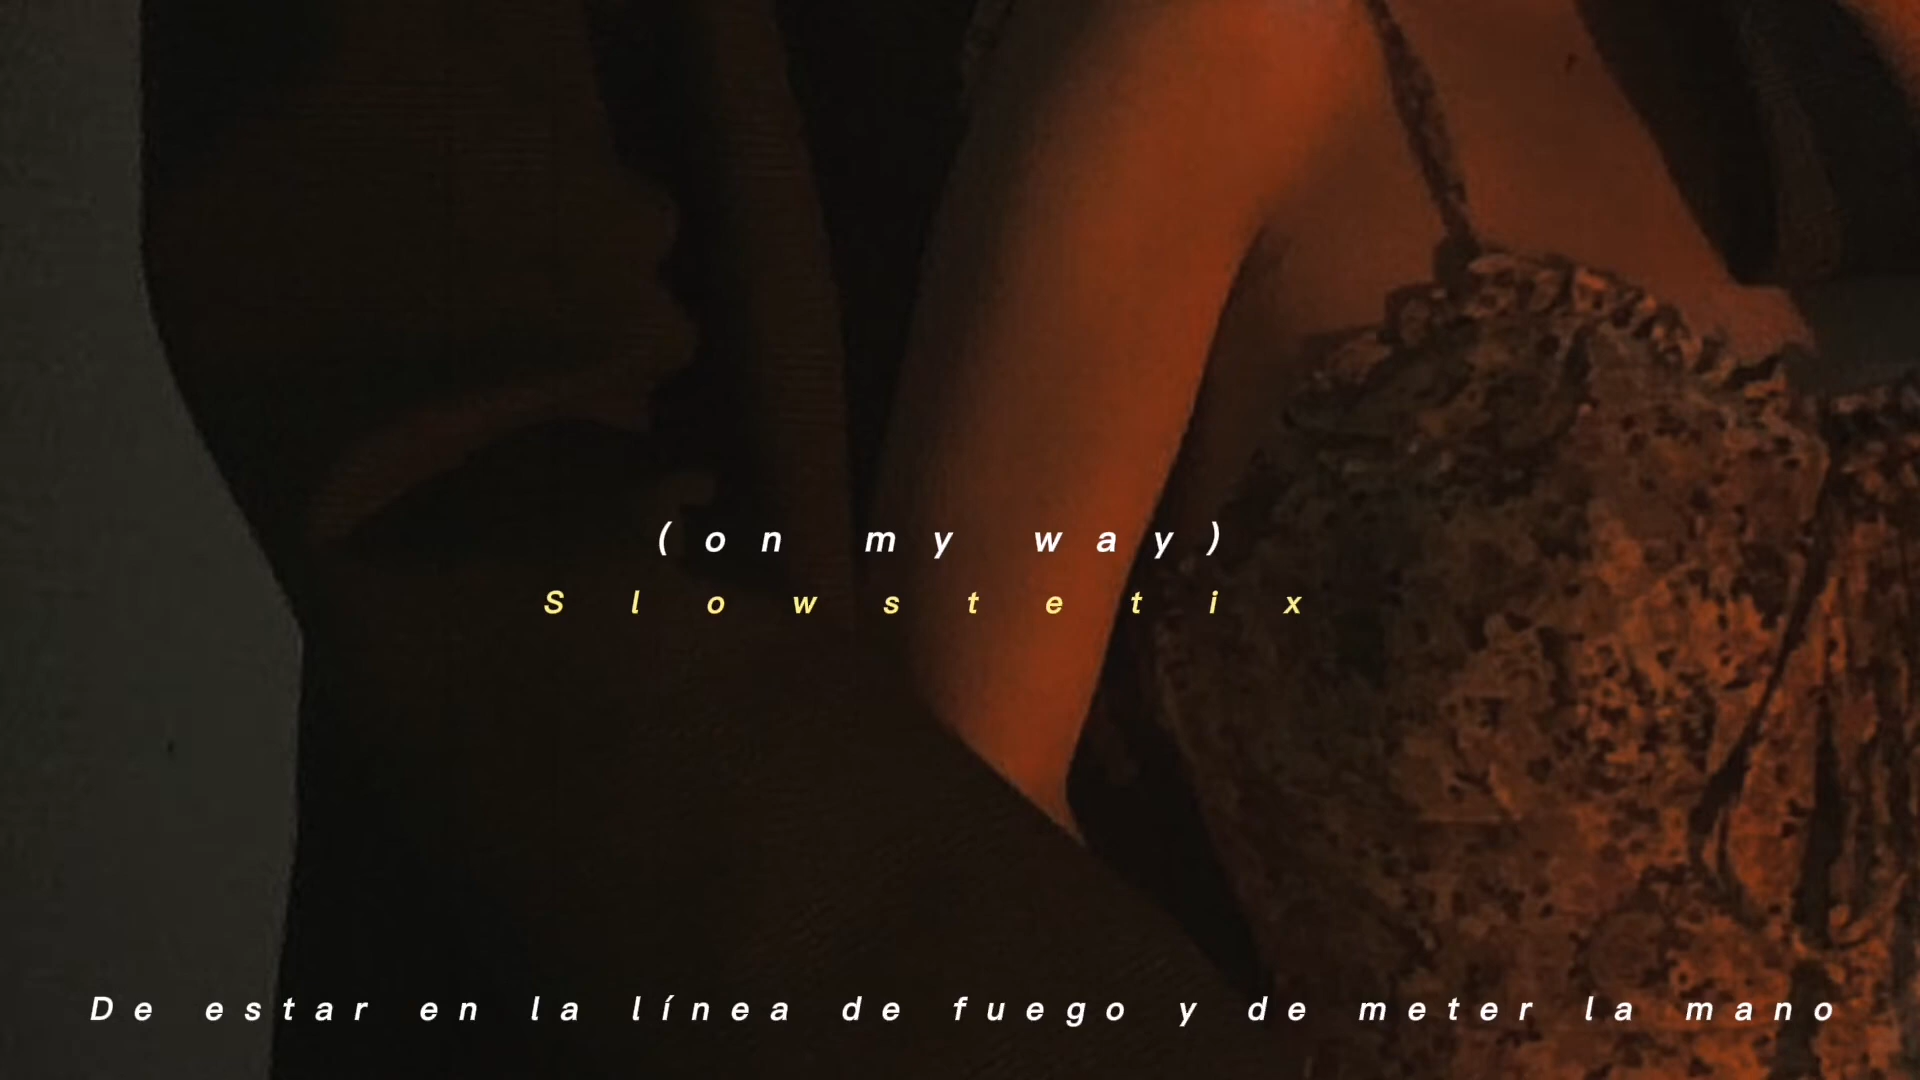 (on my way)
Slowstetix
De estar en la línea de fuego y de meter la mano